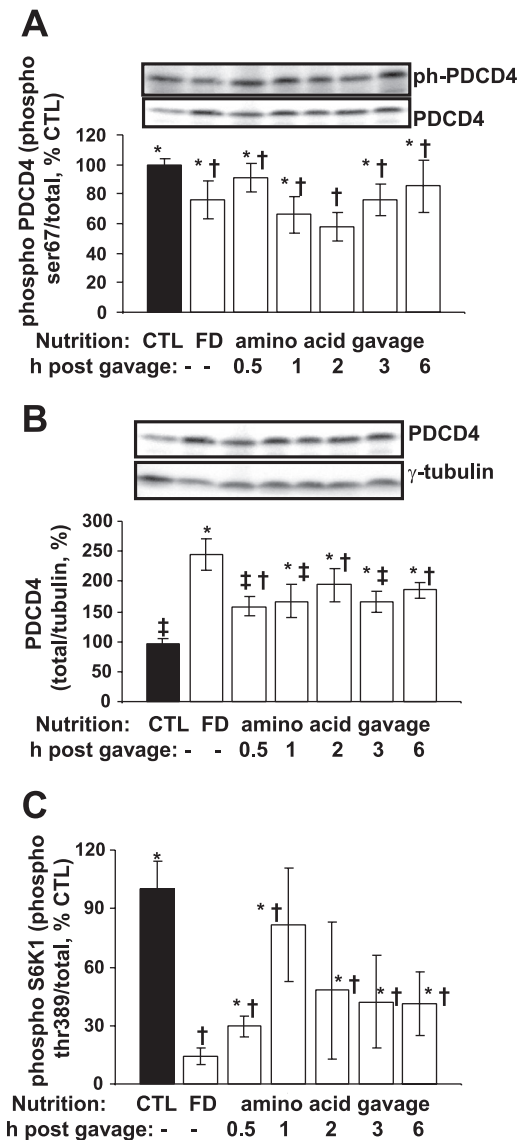 A
ph-PDCD4
PDCD4
phospho PDCD4 (phospho
ser67/total, % CTL)
120
100
80
60
40
20
0
* *† *† *† † *† *†
Nutrition: CTL FD amino acid gavage
h post gavage: - - 0.5 1 2 3 6
B
PDCD4
γ-tubulin
PDCD4
(total/tubulin, %)
300
250
200
150
100
50
0
‡ * ‡† *‡ *† *‡ *†
Nutrition: CTL FD amino acid gavage
h post gavage: - - 0.5 1 2 3 6
C
phospho S6K1 (phospho
thr389/total, % CTL)
120
90
60
30
0
* † *† *† *† *† *†
Nutrition: CTL FD amino acid gavage
h post gavage: - - 0.5 1 2 3 6